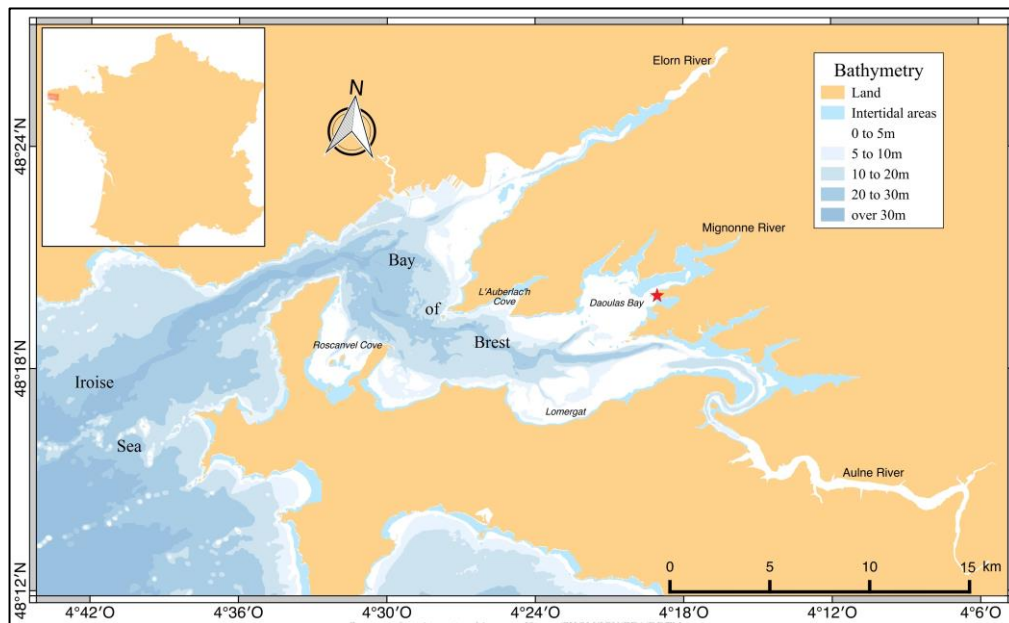 N
Elorn River
Bathymetry
Land
Intertidal areas
0 to 5m
5 to 10m
10 to 20m
20 to 30m
over 30m
48°24'N
Mignonne River
Bay
L'Auberlac'h
Cove
Daoulas Bay
of
Roscanvel Cove
Brest
48°18'N
Iroise
Lomergat
Sea
Aulne River
0 5 10 15 km
48°12'N
4°42'O 4°36'O 4°30'O 4°24'O 4°18'O 4°12'O 4°6'O